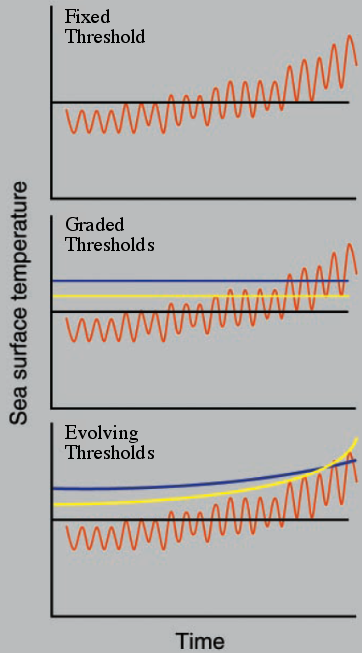 Fixed
Threshold
Graded
Thresholds
Sea surface temperature
Evolving
Thresholds
Time